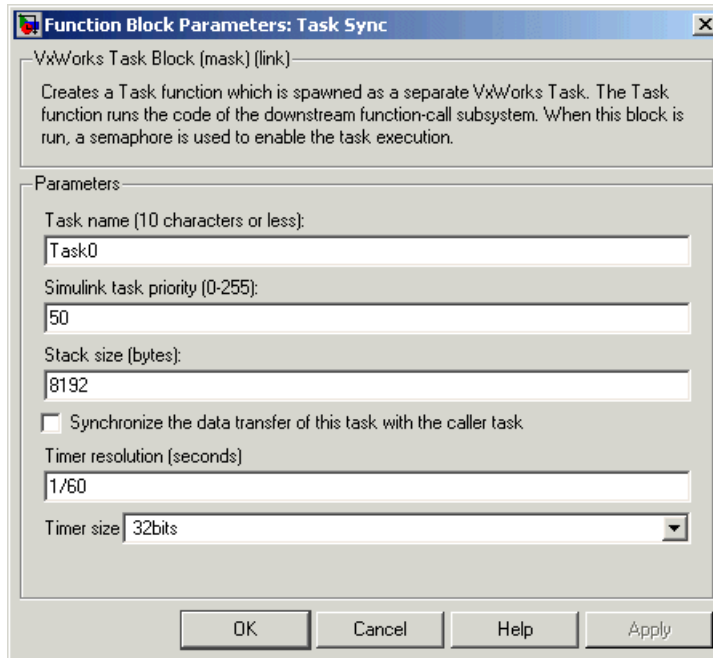 Function Block Parameters: Task Sync
VxWorks Task Block (mask) (link)
Creates a Task function which is spawned as a separate VxWorks Task. The Task
function runs the code of the downstream function-call subsystem. When this block is
run, a semaphore is used to enable the task execution.
Parameters
Task name (10 characters or less):
Task0
Simulink task priority (0-255):
50
Stack size (bytes):
8192
Synchronize the data transfer of this task with the caller task
Timer resolution (seconds)
1/60
Timer size 32bits
OK Cancel Help Apply